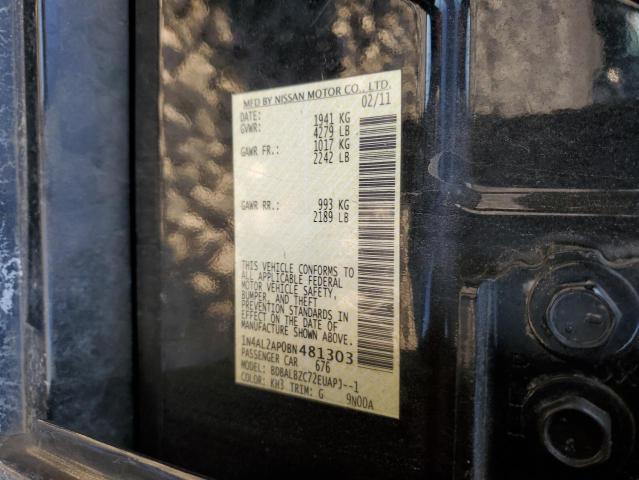 MFD BY NISSAN MOTOR CO., LTD.
DATE: 02/11
GVWR: 1941 KG
4279 LB
GAWR FR.: 1017 KG
2242 LB
GAWR RR.: 993 KG
2189 LB
THIS VEHICLE CONFORMS TO
ALL APPLICABLE FEDERAL
MOTOR VEHICLE SAFETY,
BUMPER, AND THEFT
PREVENTION STANDARDS IN
EFFECT ON THE DATE OF
MANUFACTURE SHOWN ABOVE.
1N4AL2AP0BN481303
PASSENGER CAR 676
MODEL: BDBALBZC72EUAPJ--1
COLOR: KH3 TRIM: G 9N00A